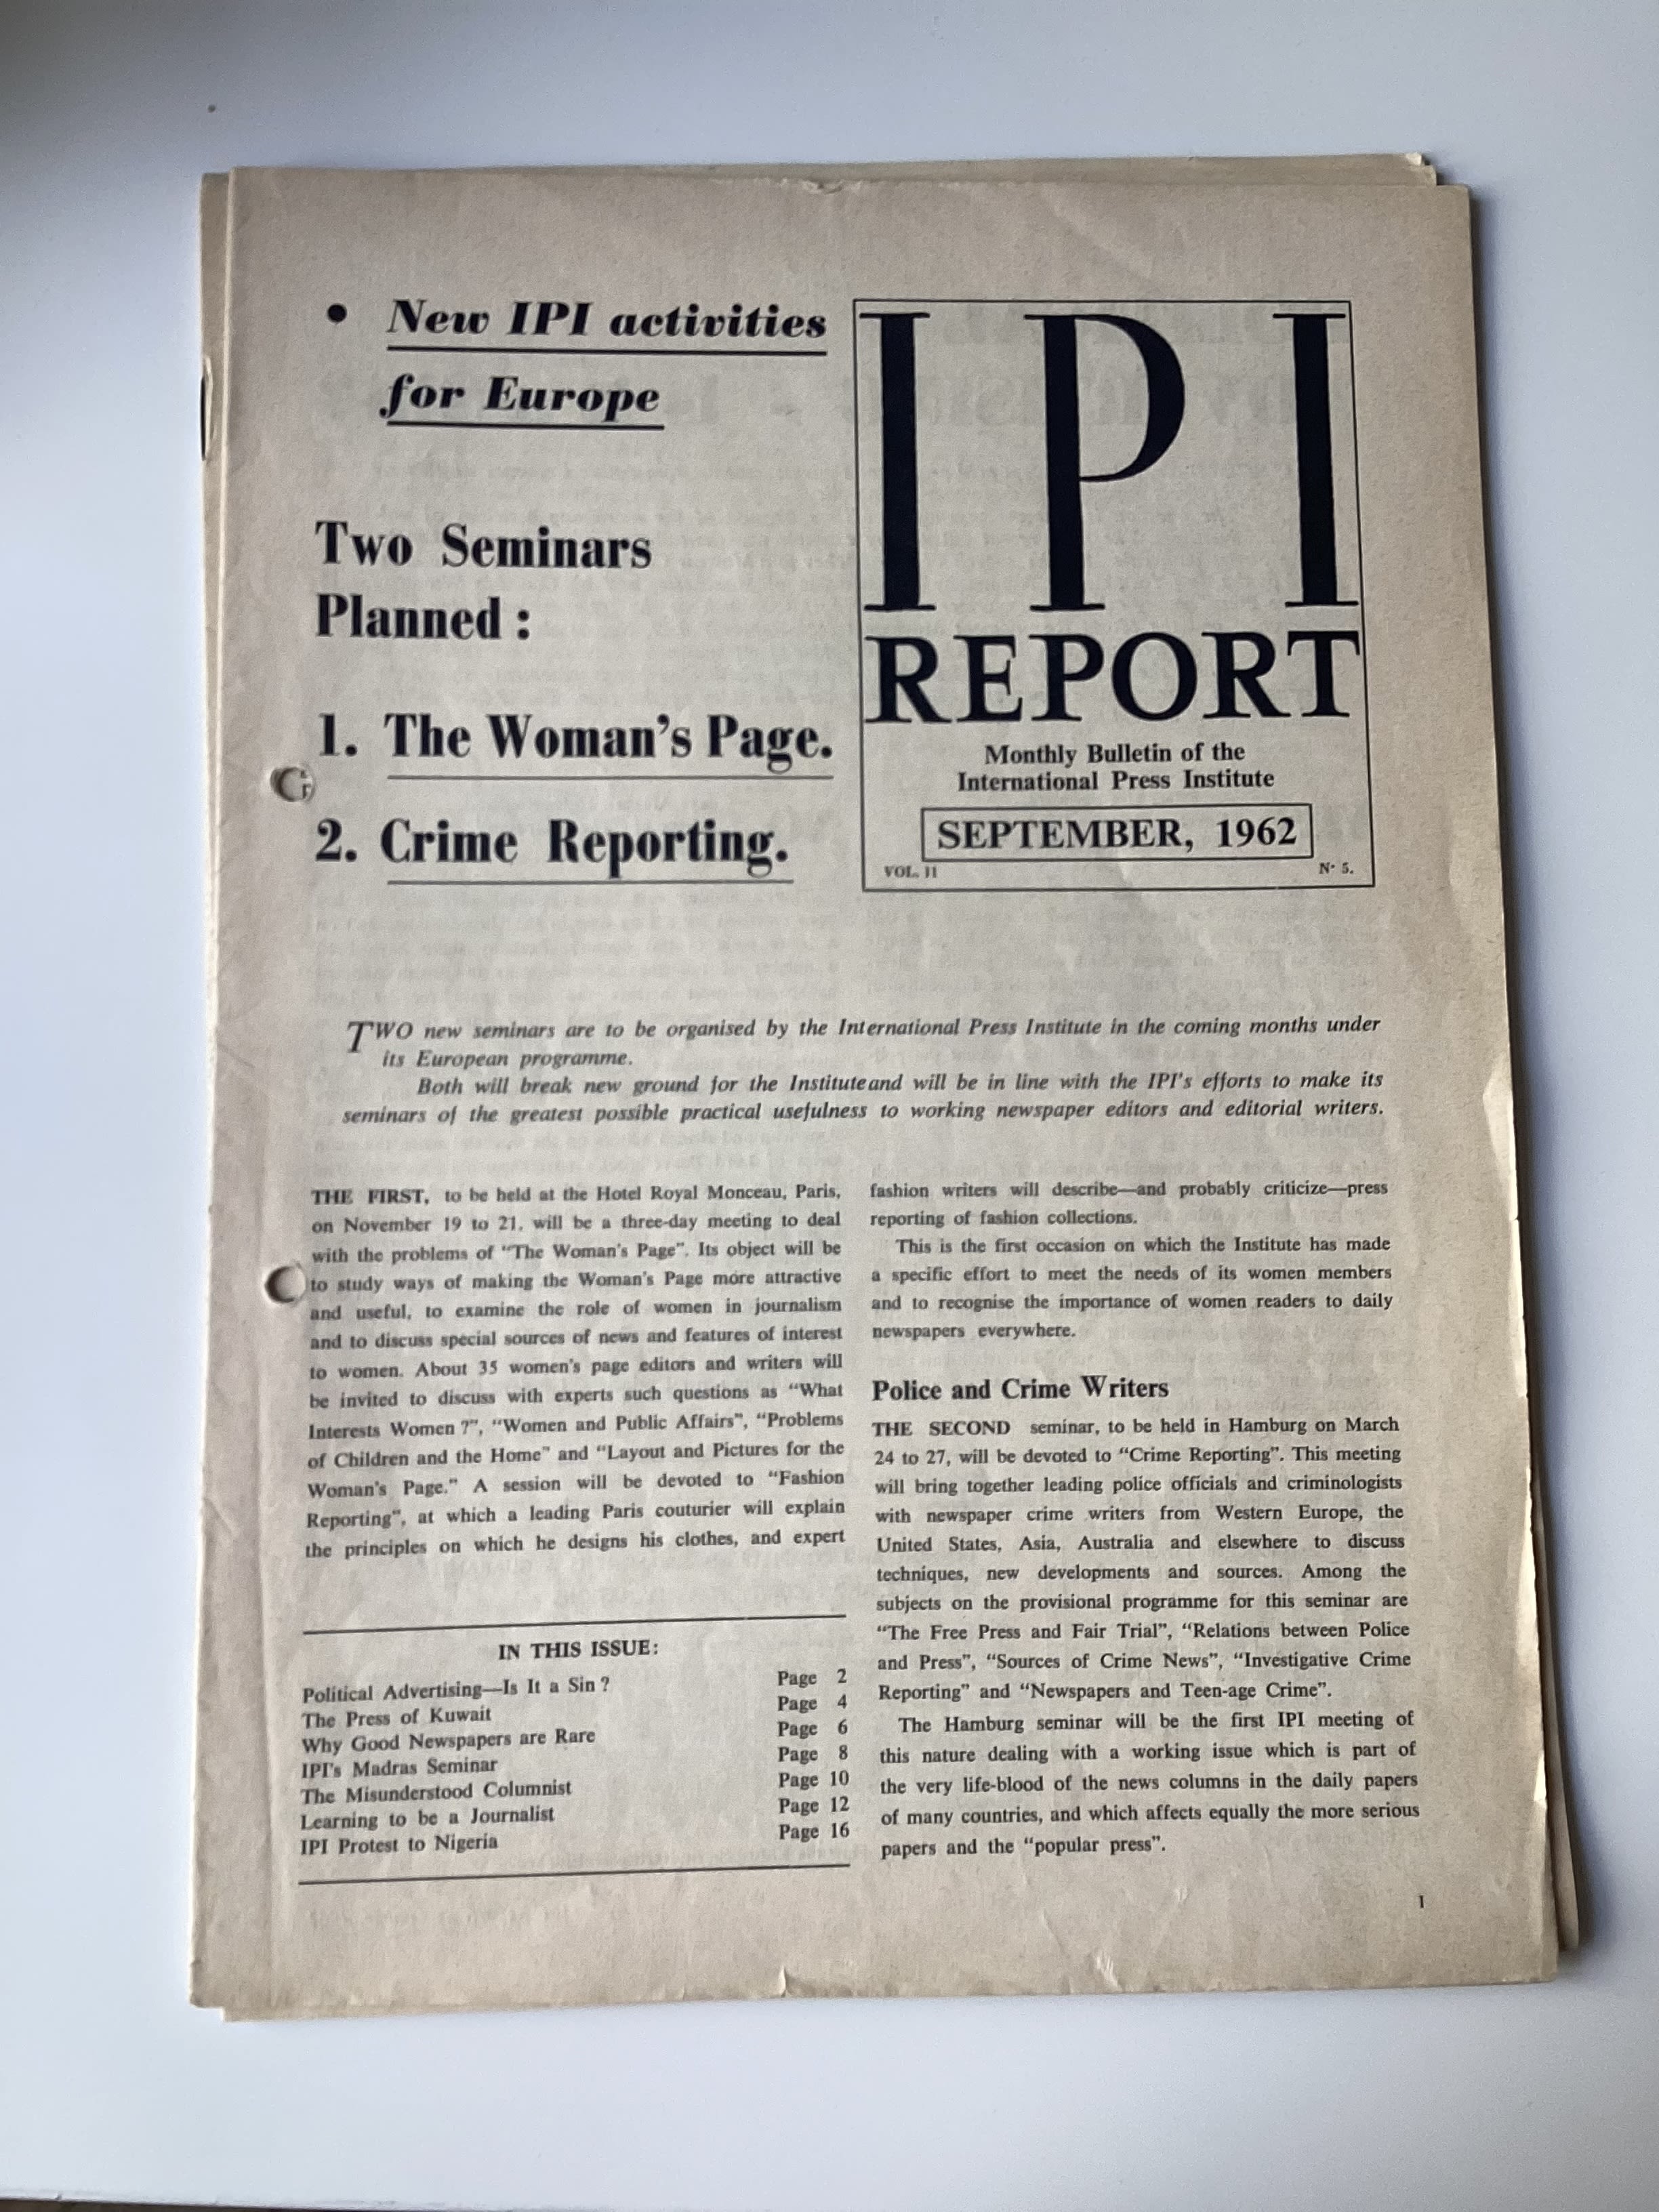 • New IPI activities
for Europe
Two Seminars
Planned :
1. The Woman's Page.
2. Crime Reporting.
I P I
REPORT
Monthly Bulletin of the
International Press Institute
SEPTEMBER, 1962
VOL. 11
N° 5.
TWO new seminars are to be organised by the International Press Institute in the coming months under
its European programme.
Both will break new ground for the Institute and will be in line with the IPI's efforts to make its
seminars of the greatest possible practical usefulness to working newspaper editors and editorial writers.
THE FIRST, to be held at the Hotel Royal Monceau, Paris,
on November 19 to 21, will be a three-day meeting to deal
with the problems of "The Woman's Page". Its object will be
to study ways of making the Woman's Page more attractive
and useful, to examine the role of women in journalism
and to discuss special sources of news and features of interest
to women. About 35 women's page editors and writers will
be invited to discuss with experts such questions as "What
Interests Women ?", "Women and Public Affairs", "Problems
of Children and the Home" and "Layout and Pictures for the
Woman's Page." A session will be devoted to "Fashion
Reporting", at which a leading Paris couturier will explain
the principles on which he designs his clothes, and expert
fashion writers will describe—and probably criticize—press
reporting of fashion collections.
This is the first occasion on which the Institute has made
a specific effort to meet the needs of its women members
and to recognise the importance of women readers to daily
newspapers everywhere.
Police and Crime Writers
THE SECOND seminar, to be held in Hamburg on March
24 to 27, will be devoted to "Crime Reporting". This meeting
will bring together leading police officials and criminologists
with newspaper crime writers from Western Europe, the
United States, Asia, Australia and elsewhere to discuss
techniques, new developments and sources. Among the
subjects on the provisional programme for this seminar are
"The Free Press and Fair Trial", "Relations between Police
and Press", "Sources of Crime News", "Investigative Crime
Reporting" and "Newspapers and Teen-age Crime".
The Hamburg seminar will be the first IPI meeting of
this nature dealing with a working issue which is part of
the very life-blood of the news columns in the daily papers
of many countries, and which affects equally the more serious
papers and the "popular press".
IN THIS ISSUE:
Political Advertising—Is It a Sin ? Page 2
The Press of Kuwait Page 4
Why Good Newspapers are Rare Page 6
IPI's Madras Seminar Page 8
The Misunderstood Columnist Page 10
Learning to be a Journalist Page 12
IPI Protest to Nigeria Page 16
1